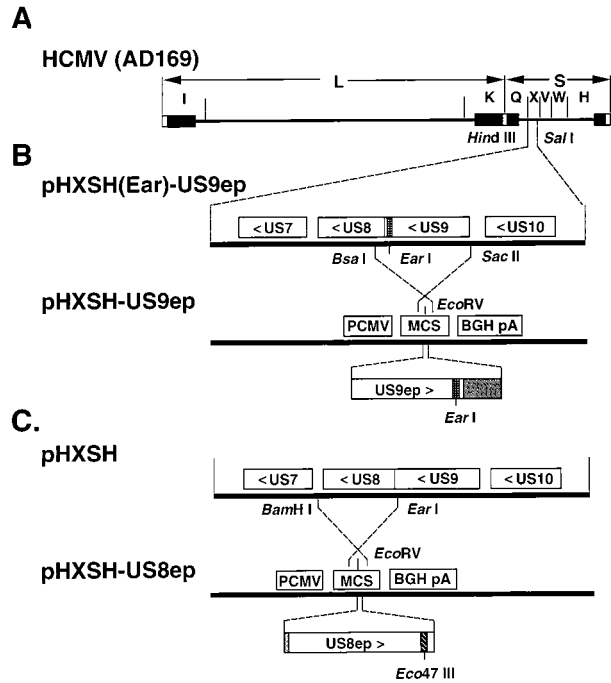 A
HCMV (AD169)
L S
I K Q X V W H
Hind III Sal I
B
pHXSH(Ear)-US9ep
< US7 < US8 < US9 < US10
Bsa I Ear I Sac II
pHXSH-US9ep
EcoRV
PCMV MCS BGH pA
US9ep >
Ear I
C.
pHXSH
< US7 < US8 < US9 < US10
BamH I Ear I
EcoRV
pHXSH-US8ep
PCMV MCS BGH pA
US8ep >
Eco47 III